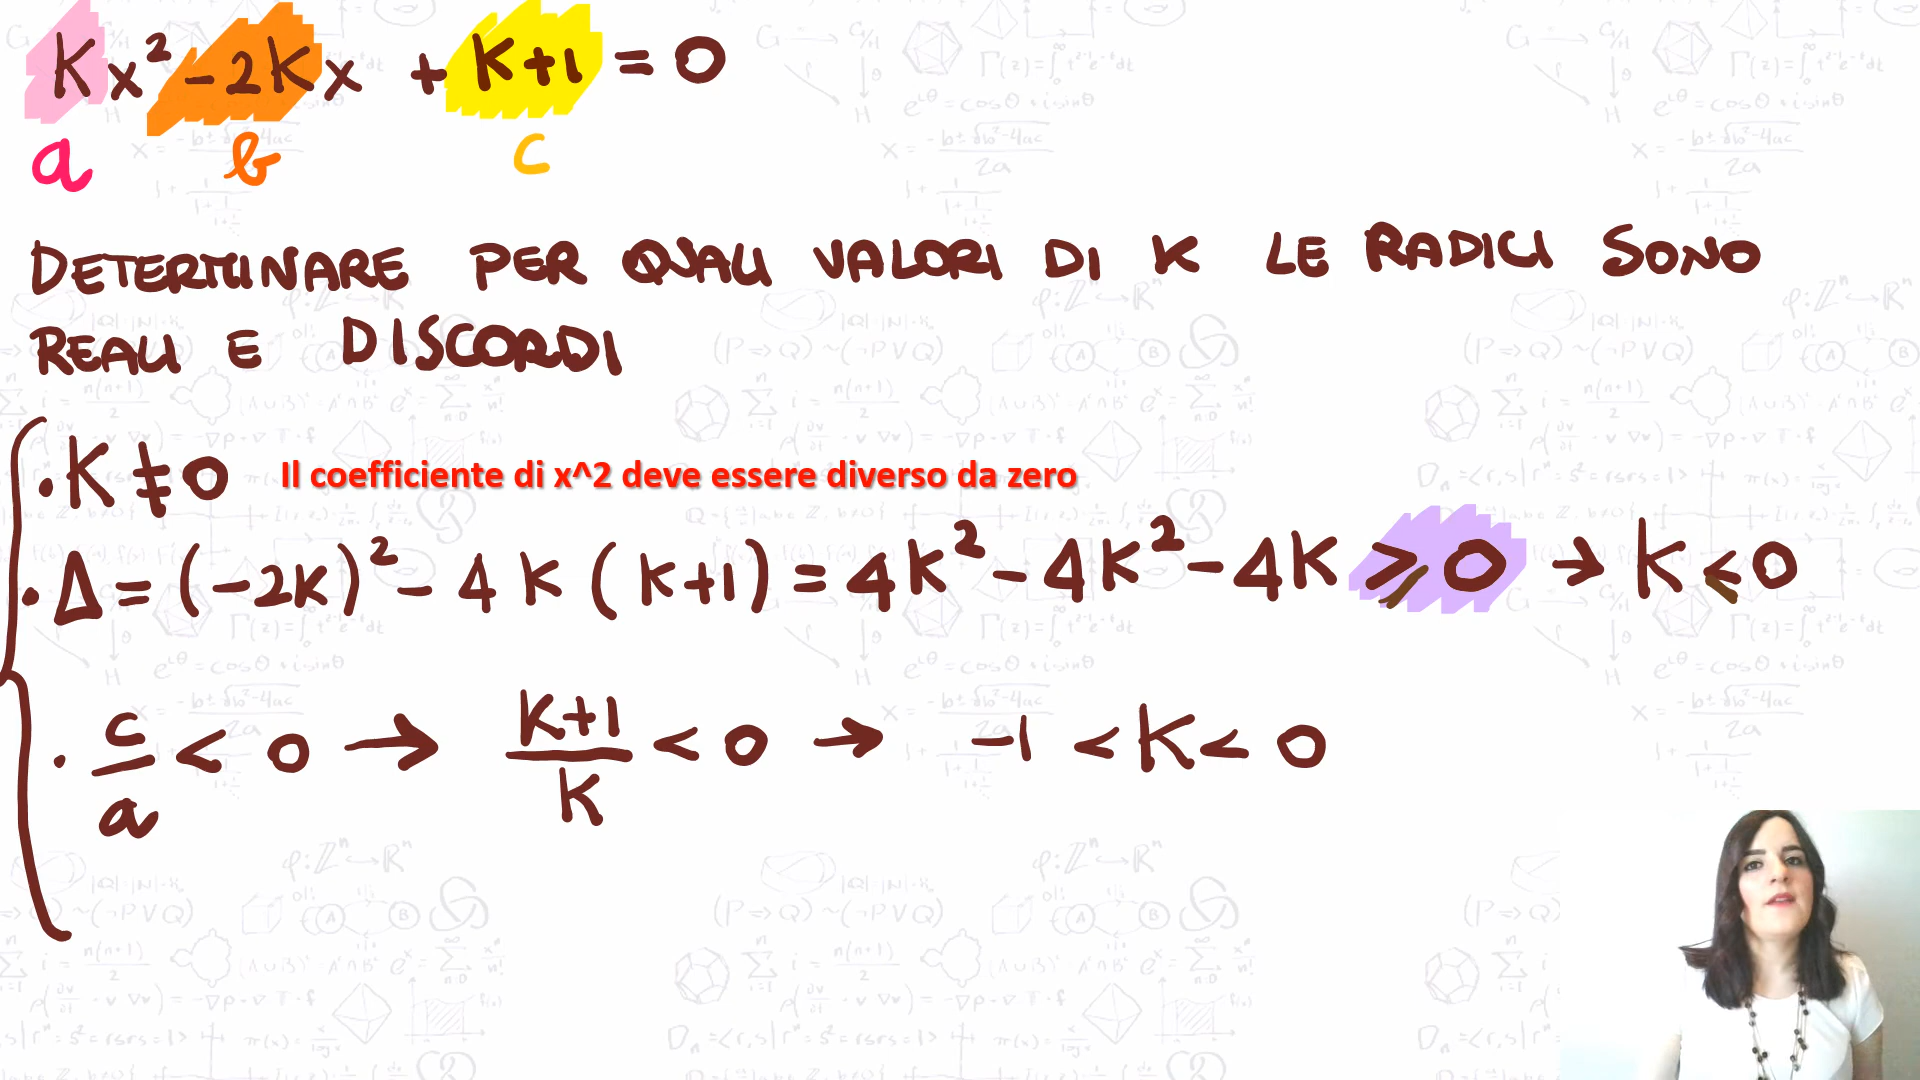 Kx² -2Kx + K+1 = 0
a b c
DETERMINARE PER QUALI VALORI DI K LE RADICI SONO
REALI E DISCORDI
• K ≠ 0 Il coefficiente di x^2 deve essere diverso da zero
• Δ = (-2K)² - 4K (K+1) = 4K² - 4K² - 4K ≥ 0 → K ≤ 0
• c/a < 0 → K+1/K < 0 → -1 < K < 0